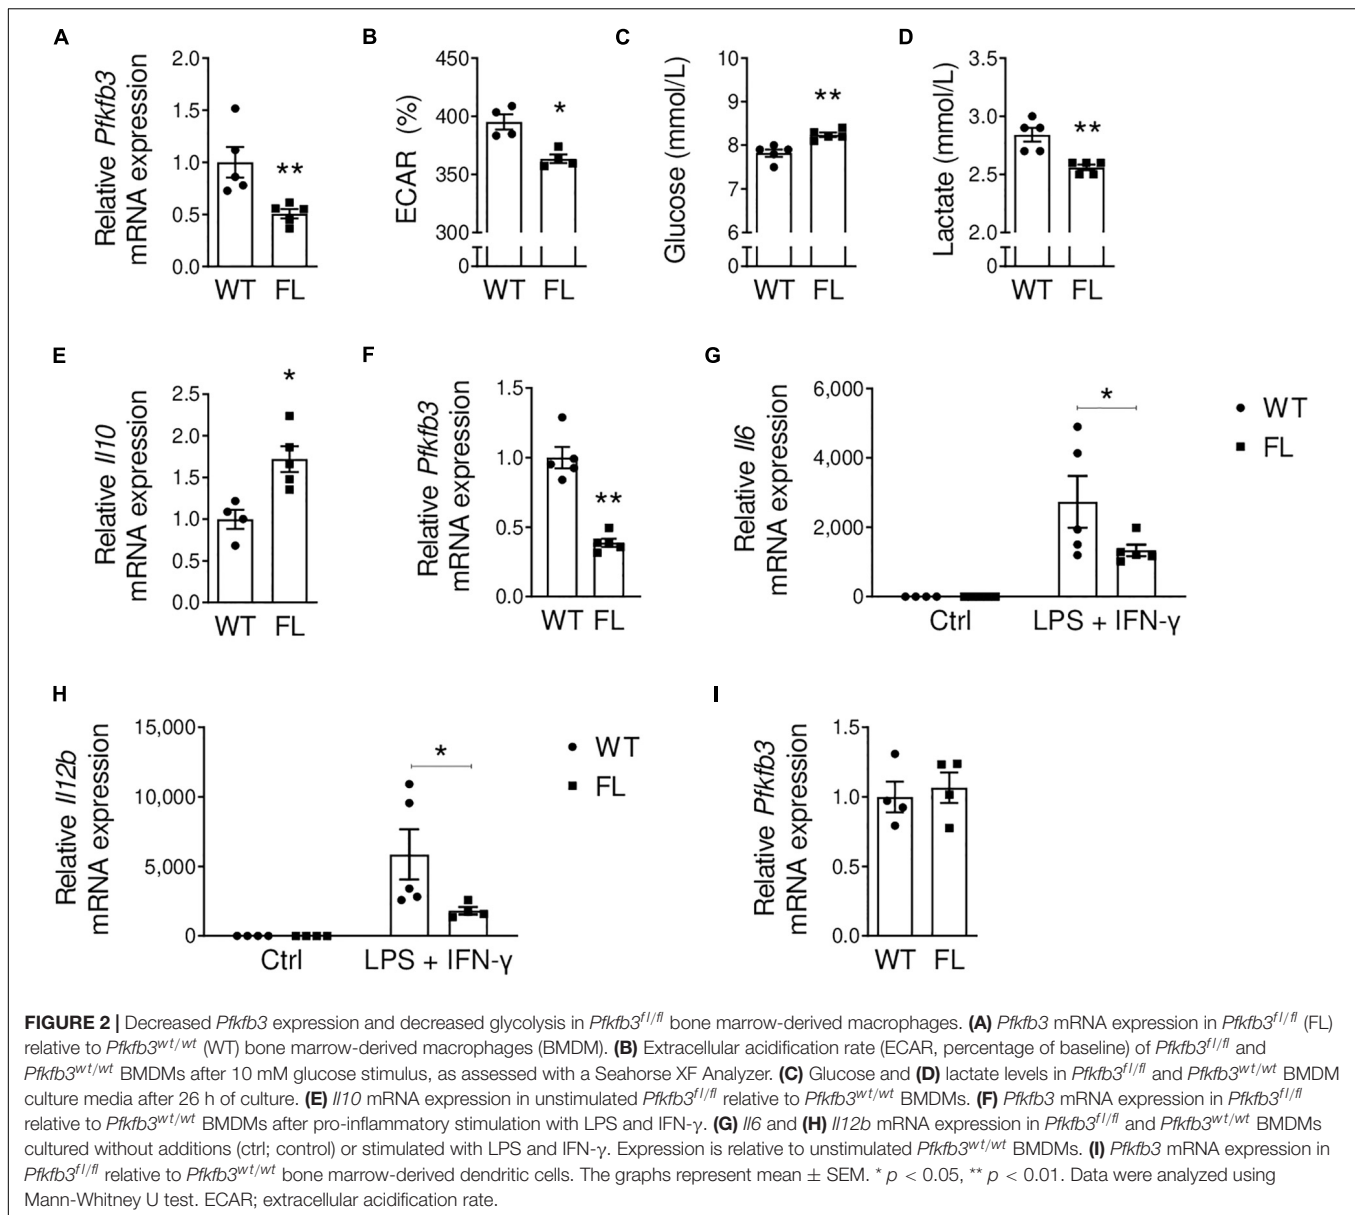 A
B
C
D
Relative Pfkfb3
mRNA expression
2.0
1.5
1.0
0.5
0.0
**
WT FL
ECAR (%)
450
400
350
300
0
*
WT FL
Glucose (mmol/L)
10
9
8
7
6
0
**
WT FL
Lactate (mmol/L)
3.5
3.0
2.5
2.0
0
**
WT FL
E
F
G
Relative Il10
mRNA expression
2.5
2.0
1.5
1.0
0.5
0.0
*
WT FL
Relative Pfkfb3
mRNA expression
1.5
1.0
0.5
0.0
**
WT FL
Relative Il6
mRNA expression
6,000
4,000
2,000
0
*
Ctrl LPS + IFN-γ
WT
FL
H
I
Relative Il12b
mRNA expression
15,000
10,000
5,000
0
*
Ctrl LPS + IFN-γ
WT
FL
Relative Pfkfb3
mRNA expression
1.5
1.0
0.5
0.0
WT FL
FIGURE 2 | Decreased Pfkfb3 expression and decreased glycolysis in Pfkfb3fl/fl bone marrow-derived macrophages. (A) Pfkfb3 mRNA expression in Pfkfb3fl/fl (FL)
relative to Pfkfb3wt/wt (WT) bone marrow-derived macrophages (BMDM). (B) Extracellular acidification rate (ECAR, percentage of baseline) of Pfkfb3fl/fl and
Pfkfb3wt/wt BMDMs after 10 mM glucose stimulus, as assessed with a Seahorse XF Analyzer. (C) Glucose and (D) lactate levels in Pfkfb3fl/fl and Pfkfb3wt/wt BMDM
culture media after 26 h of culture. (E) Il10 mRNA expression in unstimulated Pfkfb3fl/fl relative to Pfkfb3wt/wt BMDMs. (F) Pfkfb3 mRNA expression in Pfkfb3fl/fl
relative to Pfkfb3wt/wt BMDMs after pro-inflammatory stimulation with LPS and IFN-γ. (G) Il6 and (H) Il12b mRNA expression in Pfkfb3fl/fl and Pfkfb3wt/wt BMDMs
cultured without additions (ctrl; control) or stimulated with LPS and IFN-γ. Expression is relative to unstimulated Pfkfb3wt/wt BMDMs. (I) Pfkfb3 mRNA expression in
Pfkfb3fl/fl relative to Pfkfb3wt/wt bone marrow-derived dendritic cells. The graphs represent mean ± SEM. * p < 0.05, ** p < 0.01. Data were analyzed using
Mann-Whitney U test. ECAR; extracellular acidification rate.